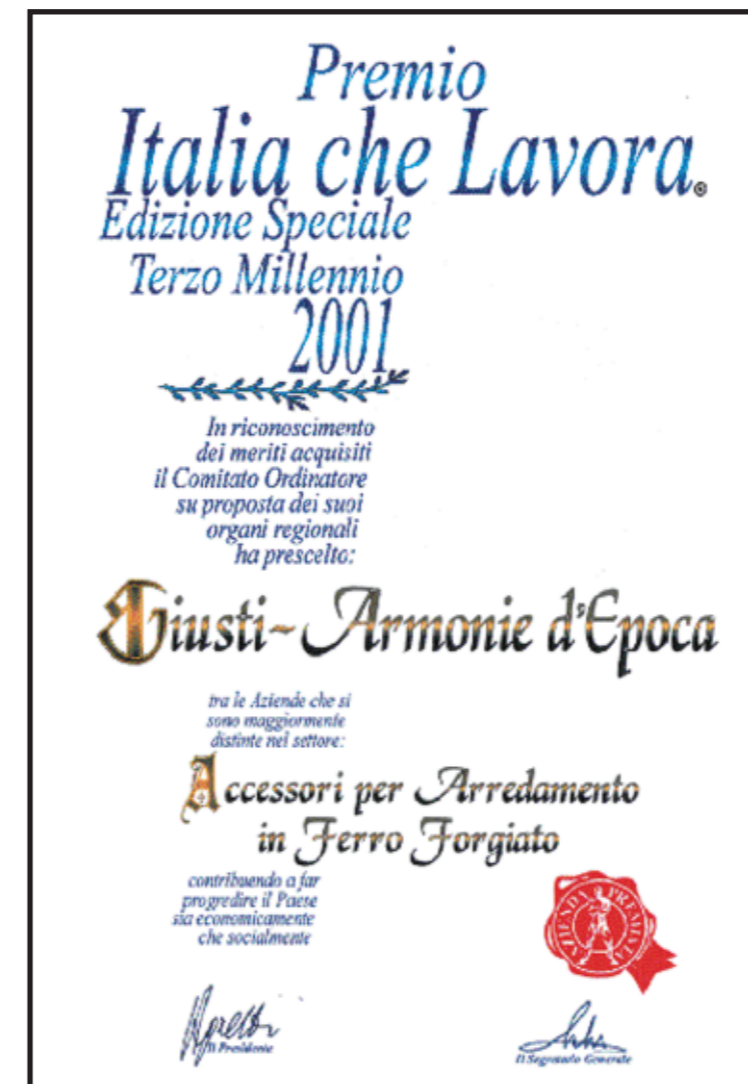 Premio
Italia che Lavora®
Edizione Speciale
Terzo Millennio
2001
In riconoscimento
dei meriti acquisiti
il Comitato Ordinatore
su proposta dei suoi
organi regionali
ha prescelto:
Giusti~Armonie d'Epoca
tra le Aziende che si
sono maggiormente
distinte nel settore:
Accessori per Arredamento
in Ferro Forgiato
contribuendo a far
progredire il Paese
sia economicamente
che socialmente
AZIENDA PREMIATA
Il Presidente
Il Segretario Generale